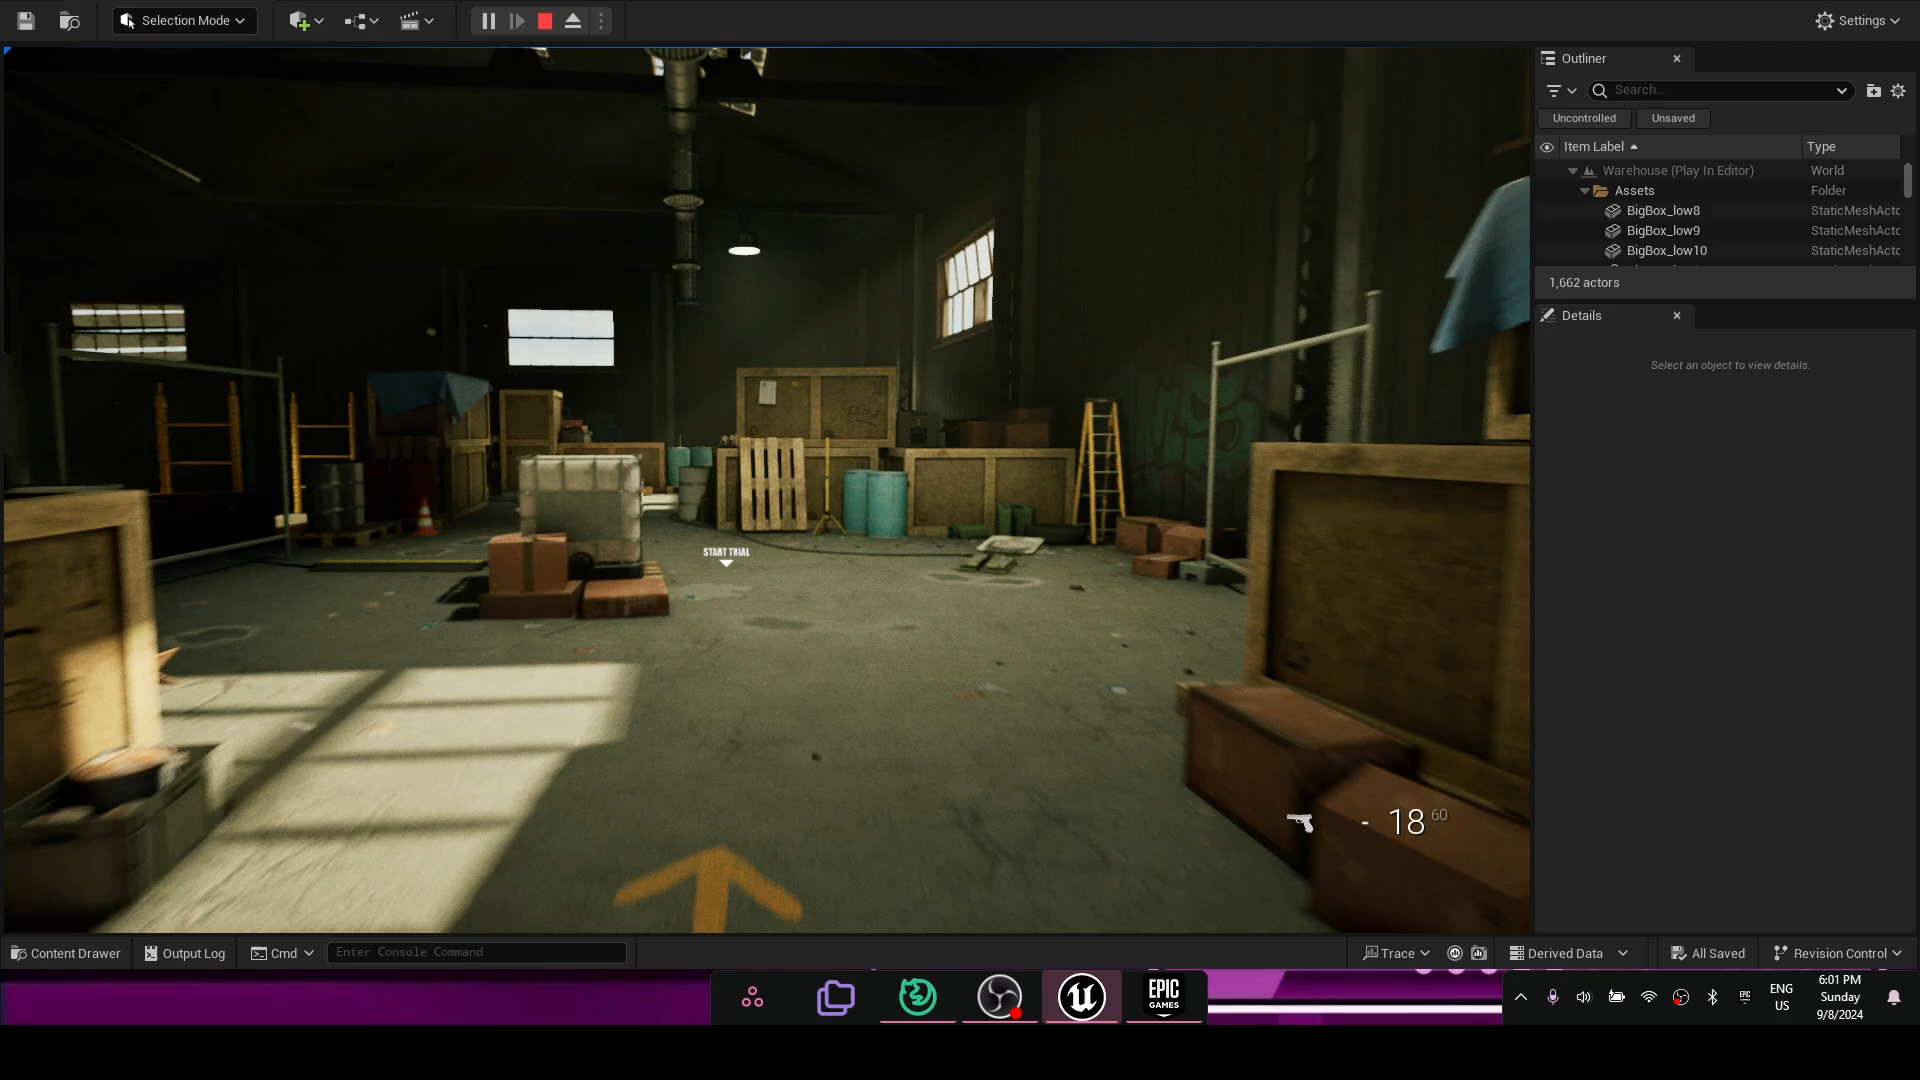 Selection Mode
Settings
Outliner
Search...
Uncontrolled
Unsaved
Item Label
Type
Warehouse (Play In Editor)
World
Assets
Folder
BigBox_low8
StaticMeshActo
BigBox_low9
StaticMeshActo
BigBox_low10
StaticMeshActo
1,662 actors
Details
Select an object to view details.
START TRIAL
18 60
Content Drawer
Output Log
Cmd
Enter Console Command
Trace
Derived Data
All Saved
Revision Control
EPIC
GAMES
ENG
US
6:01 PM
Sunday
9/8/2024